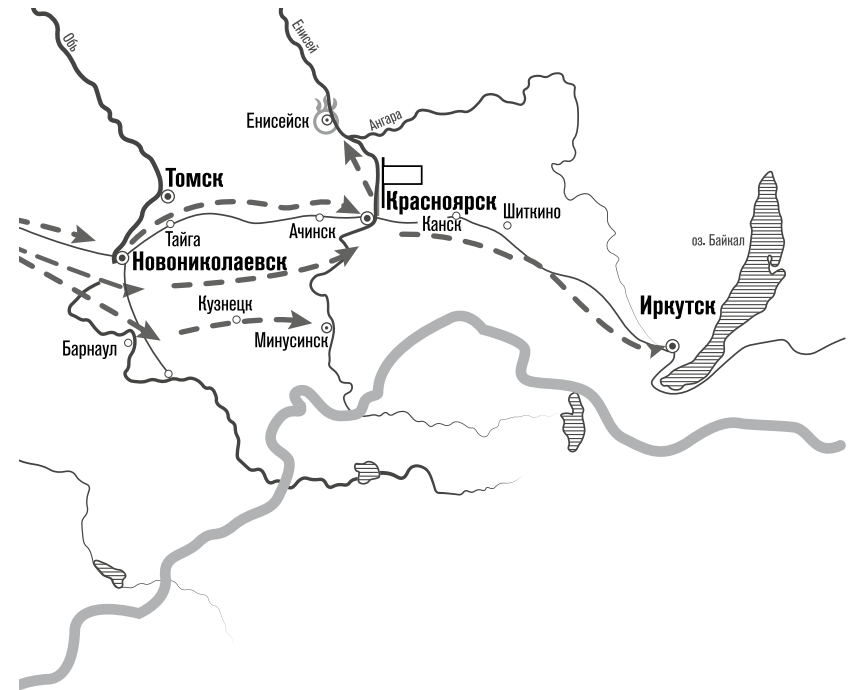 Обь
Енисей
Енисейск
Ангара
Томск
Красноярск
Тайга
Ачинск
Канск
Шиткино
оз. Байкал
Новониколаевск
Кузнецк
Иркутск
Барнаул
Минусинск